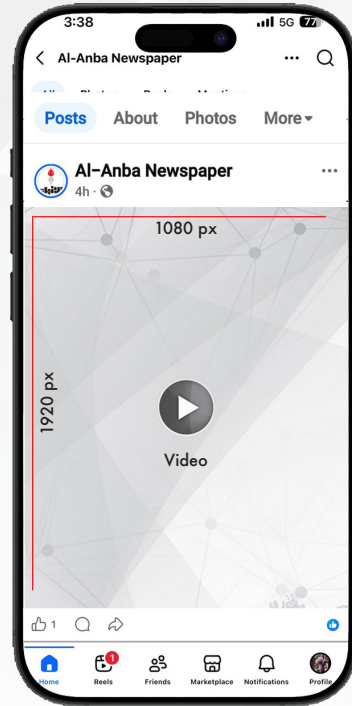 3:38 5G 77
Al-Anba Newspaper
Posts About Photos More
Al-Anba Newspaper
4h
1080 px
1920 px
Video
1
1
Home Reels Friends Marketplace Notifications Profile